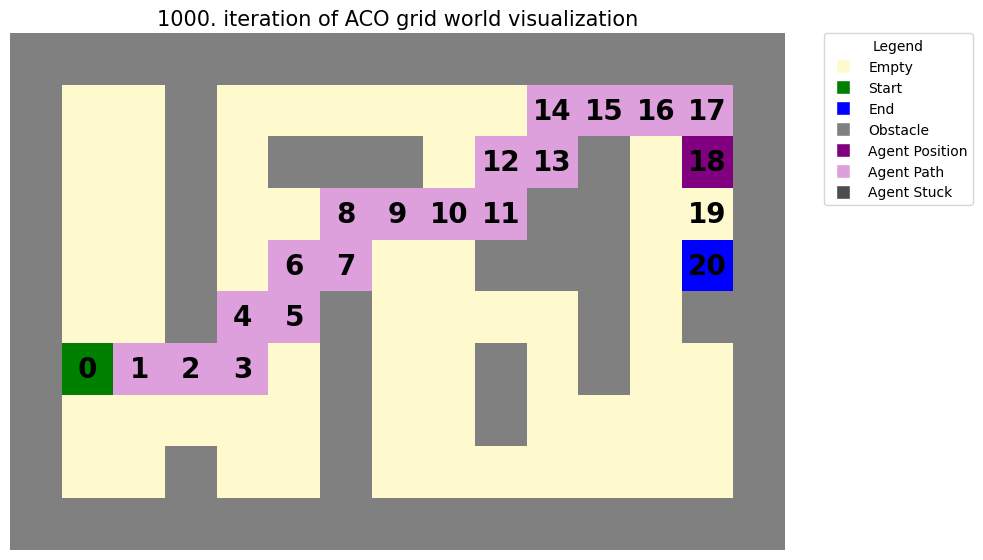 1000. iteration of ACO grid world visualization
Legend
Empty
Start
End
Obstacle
Agent Position
Agent Path
Agent Stuck
14 15 16 17
12 13 18
8 9 10 11 19
6 7 20
4 5
0 1 2 3